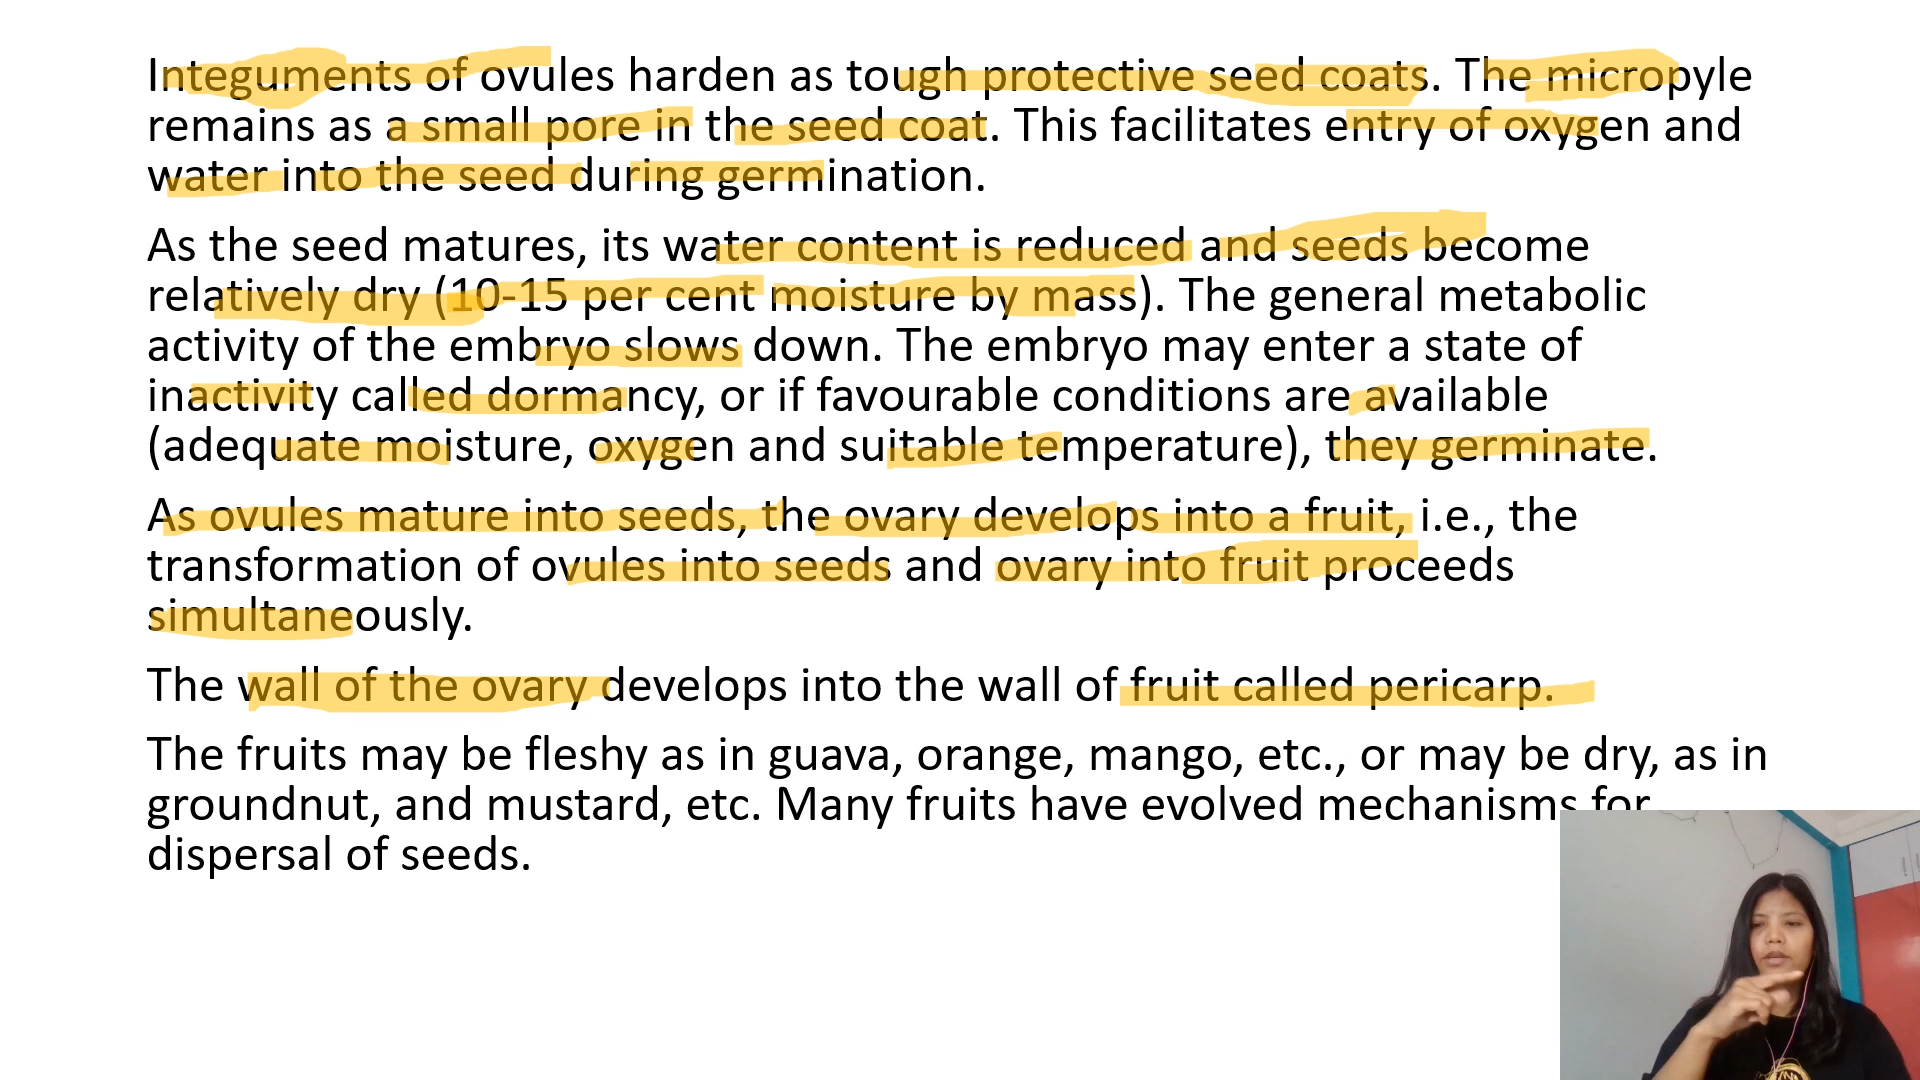 Integuments of ovules harden as tough protective seed coats. The micropyle
remains as a small pore in the seed coat. This facilitates entry of oxygen and
water into the seed during germination.
As the seed matures, its water content is reduced and seeds become
relatively dry (10-15 per cent moisture by mass). The general metabolic
activity of the embryo slows down. The embryo may enter a state of
inactivity called dormancy, or if favourable conditions are available
(adequate moisture, oxygen and suitable temperature), they germinate.
As ovules mature into seeds, the ovary develops into a fruit, i.e., the
transformation of ovules into seeds and ovary into fruit proceeds
simultaneously.
The wall of the ovary develops into the wall of fruit called pericarp.
The fruits may be fleshy as in guava, orange, mango, etc., or may be dry, as in
groundnut, and mustard, etc. Many fruits have evolved mechanisms for
dispersal of seeds.